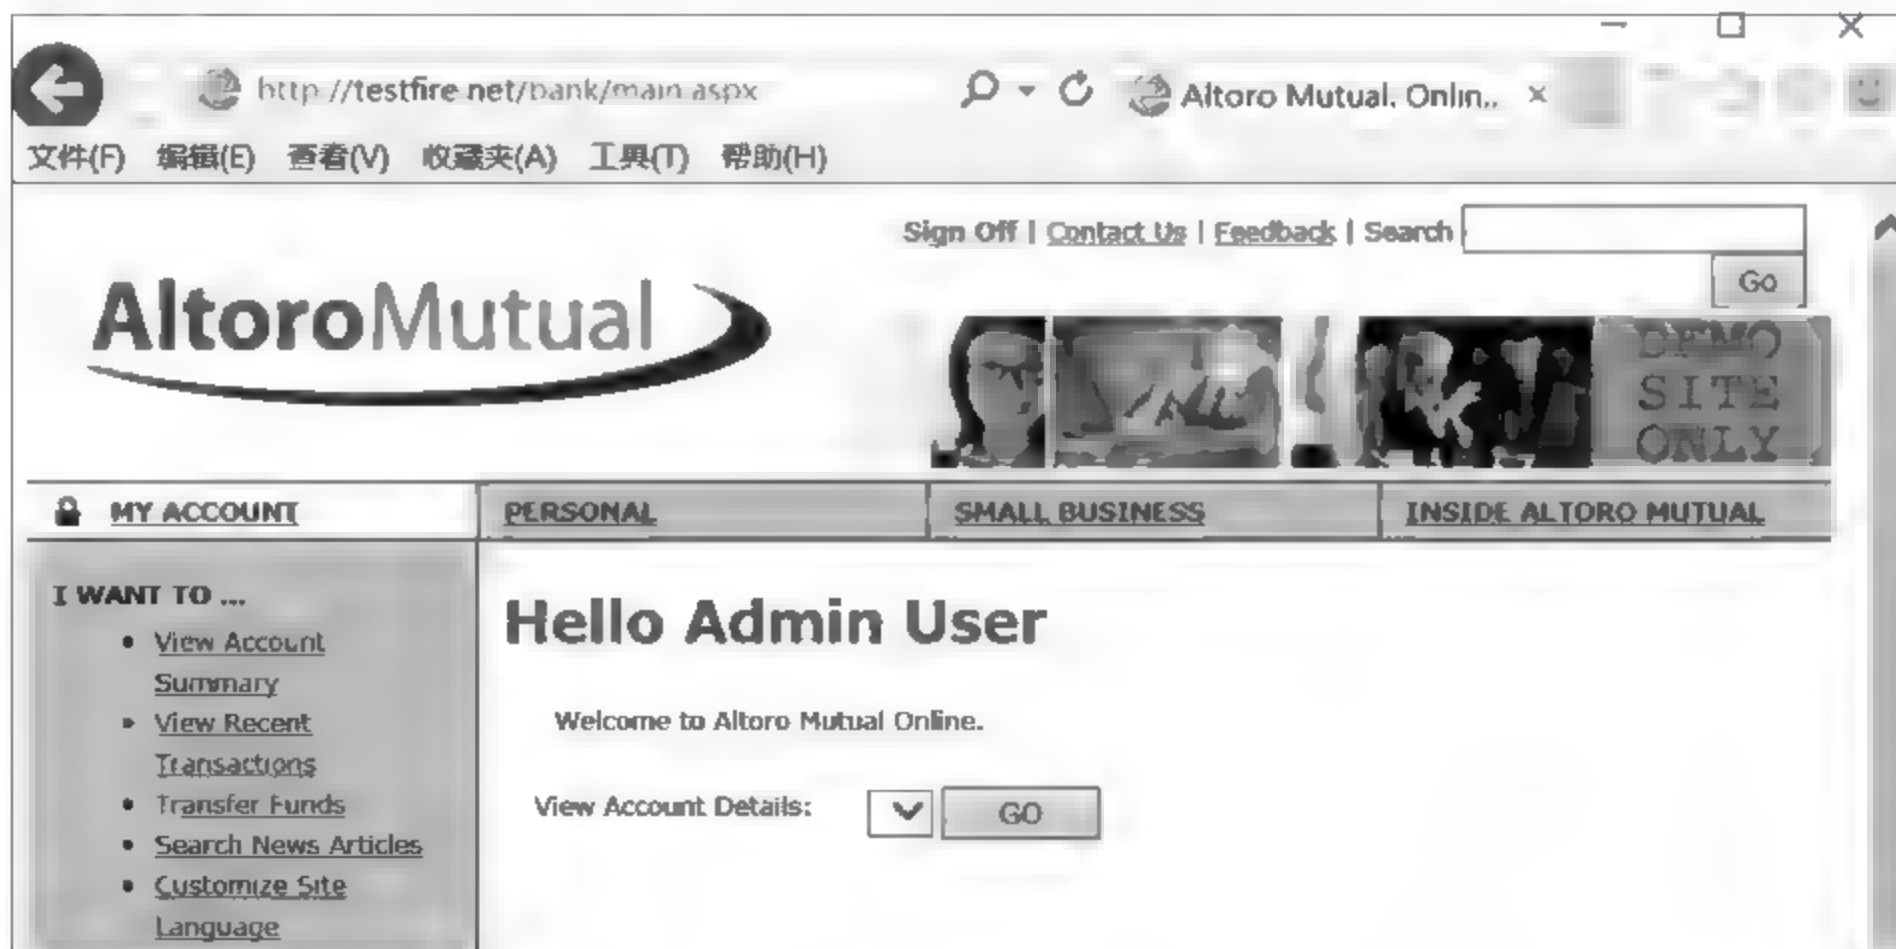 http://testfire.net/bank/main.aspx
Altoro Mutual. Onlin..
文件(F) 编辑(E) 查看(V) 收藏夹(A) 工具(T) 帮助(H)
Sign Off | Contact Us | Feedback | Search
Go
AltoroMutual
DEMO
SITE
ONLY
MY ACCOUNT
PERSONAL
SMALL BUSINESS
INSIDE ALTORO MUTUAL
I WANT TO ...
View Account
Summary
View Recent
Transactions
Transfer Funds
Search News Articles
Customize Site
Language
Hello Admin User
Welcome to Altoro Mutual Online.
View Account Details:
GO